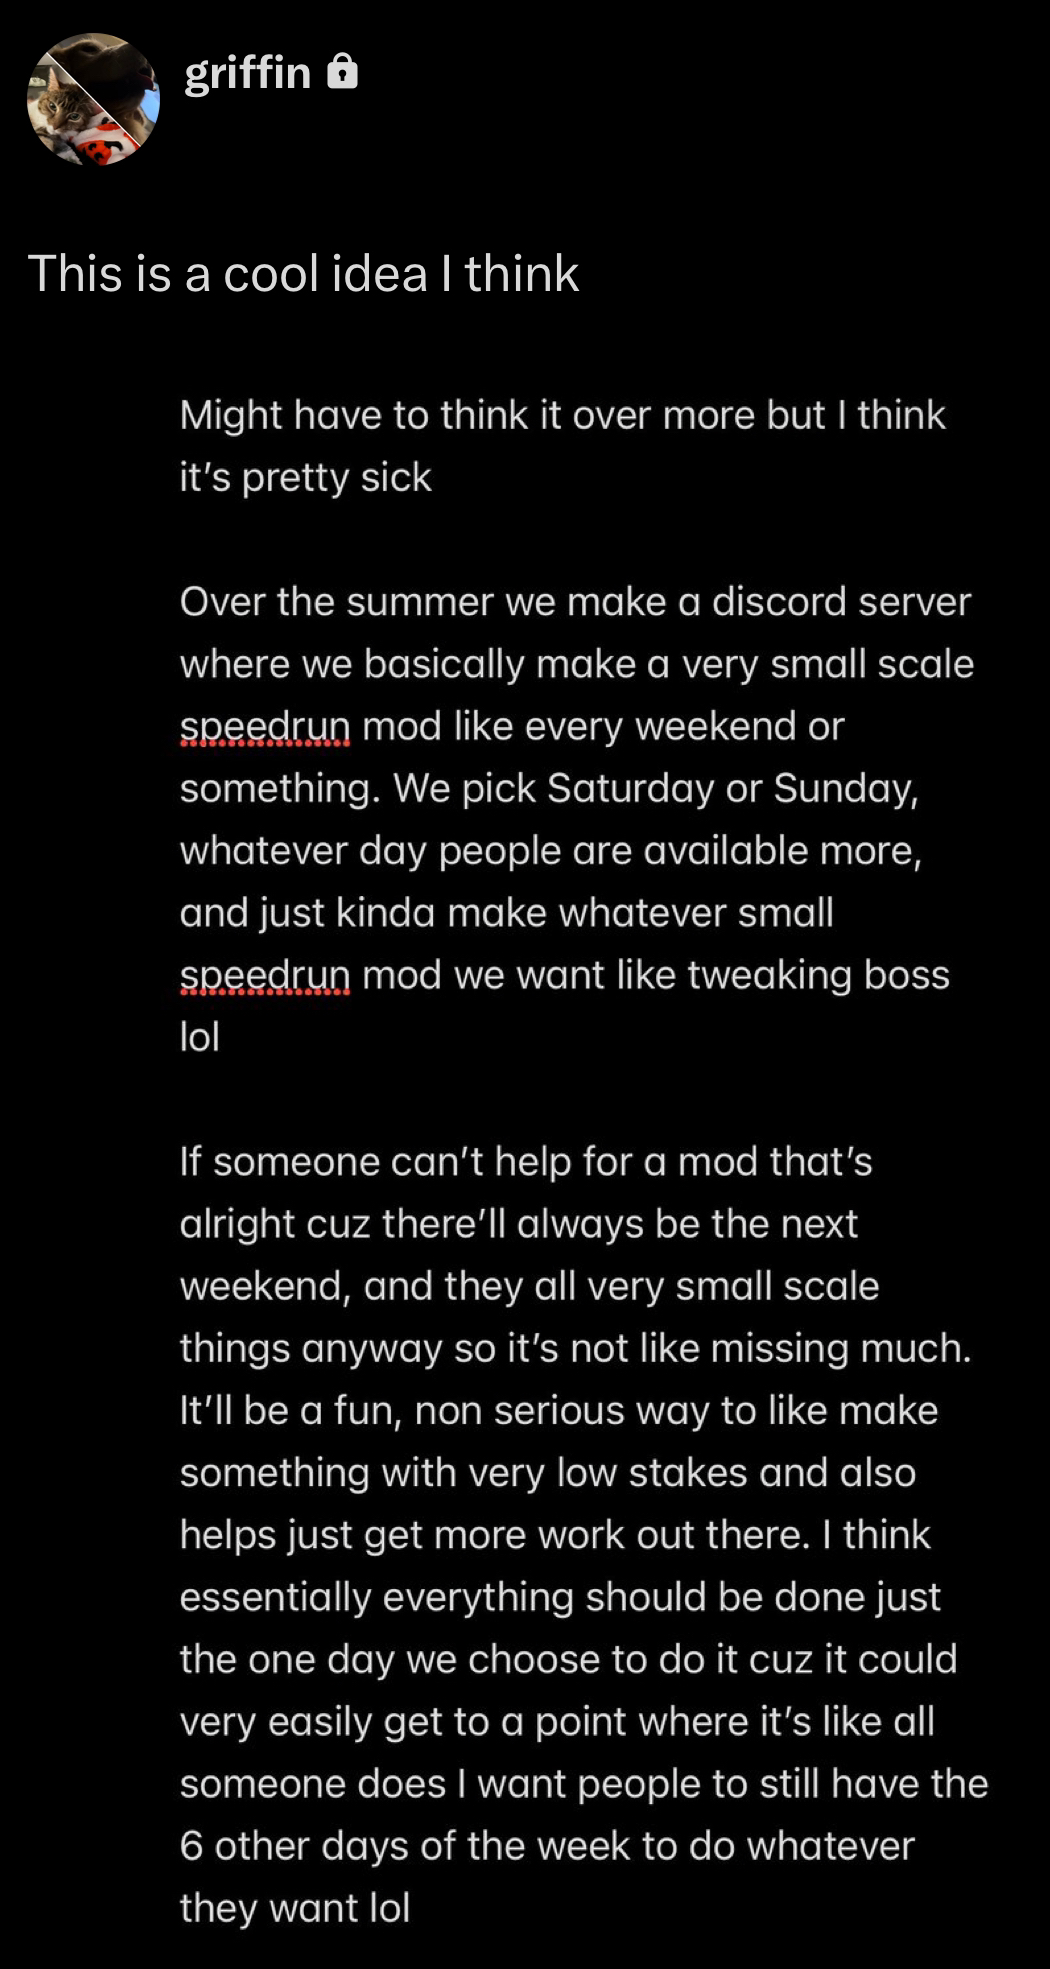 griffin
This is a cool idea I think
Might have to think it over more but I think
it's pretty sick
Over the summer we make a discord server
where we basically make a very small scale
speedrun mod like every weekend or
something. We pick Saturday or Sunday,
whatever day people are available more,
and just kinda make whatever small
speedrun mod we want like tweaking boss
lol
If someone can't help for a mod that's
alright cuz there'll always be the next
weekend, and they all very small scale
things anyway so it's not like missing much.
It'll be a fun, non serious way to like make
something with very low stakes and also
helps just get more work out there. I think
essentially everything should be done just
the one day we choose to do it cuz it could
very easily get to a point where it's like all
someone does I want people to still have the
6 other days of the week to do whatever
they want lol